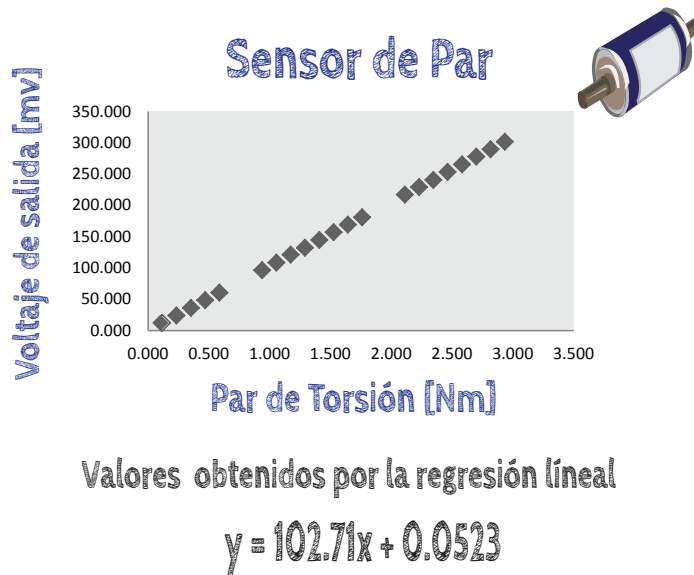 Sensor de Par
Voltaje de salida [mv]
350.000
300.000
250.000
200.000
150.000
100.000
50.000
0.000
0.000 0.500 1.000 1.500 2.000 2.500 3.000 3.500
Par de Torsión [Nm]
Valores obtenidos por la regresión líneal
y = 102.71x + 0.0523